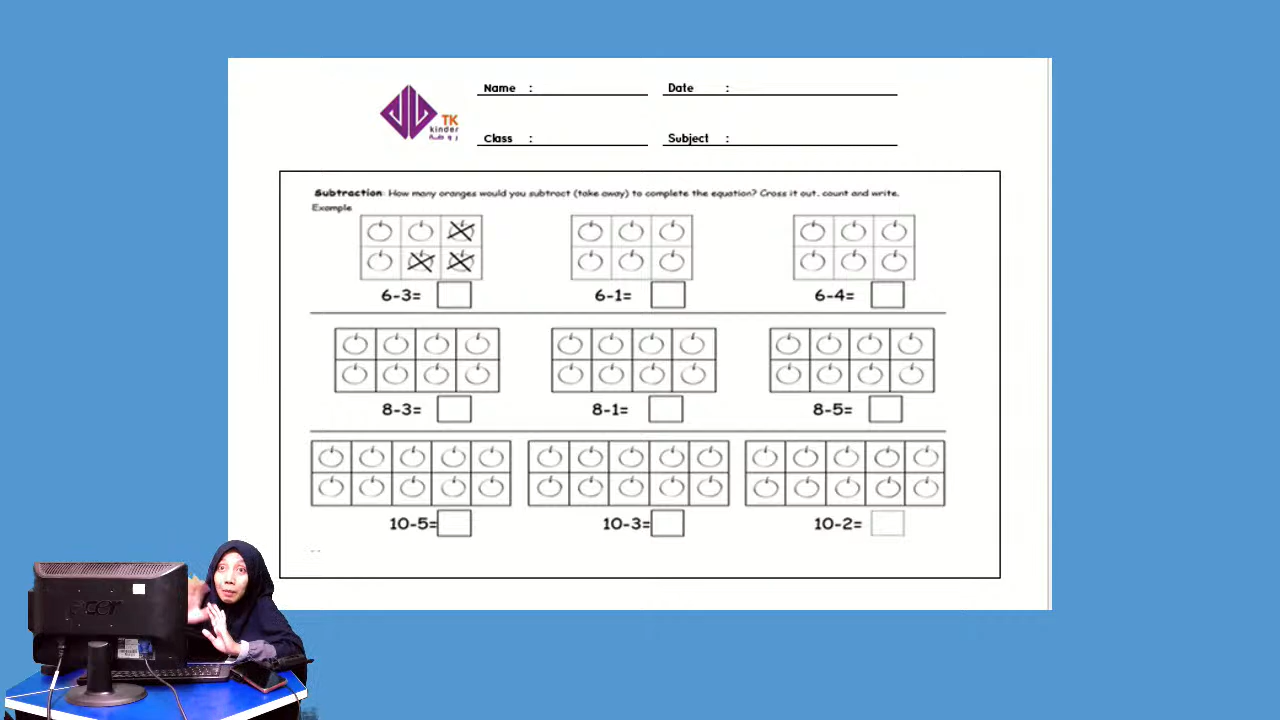 Name :
Date :
TK
kinder
روضة
Class :
Subject :
Subtraction: How many oranges would you subtract (take away) to complete the equation? Cross it out, count and write.
Example
6-3=
6-1=
6-4=
8-3=
8-1=
8-5=
10-5=
10-3=
10-2=
acer